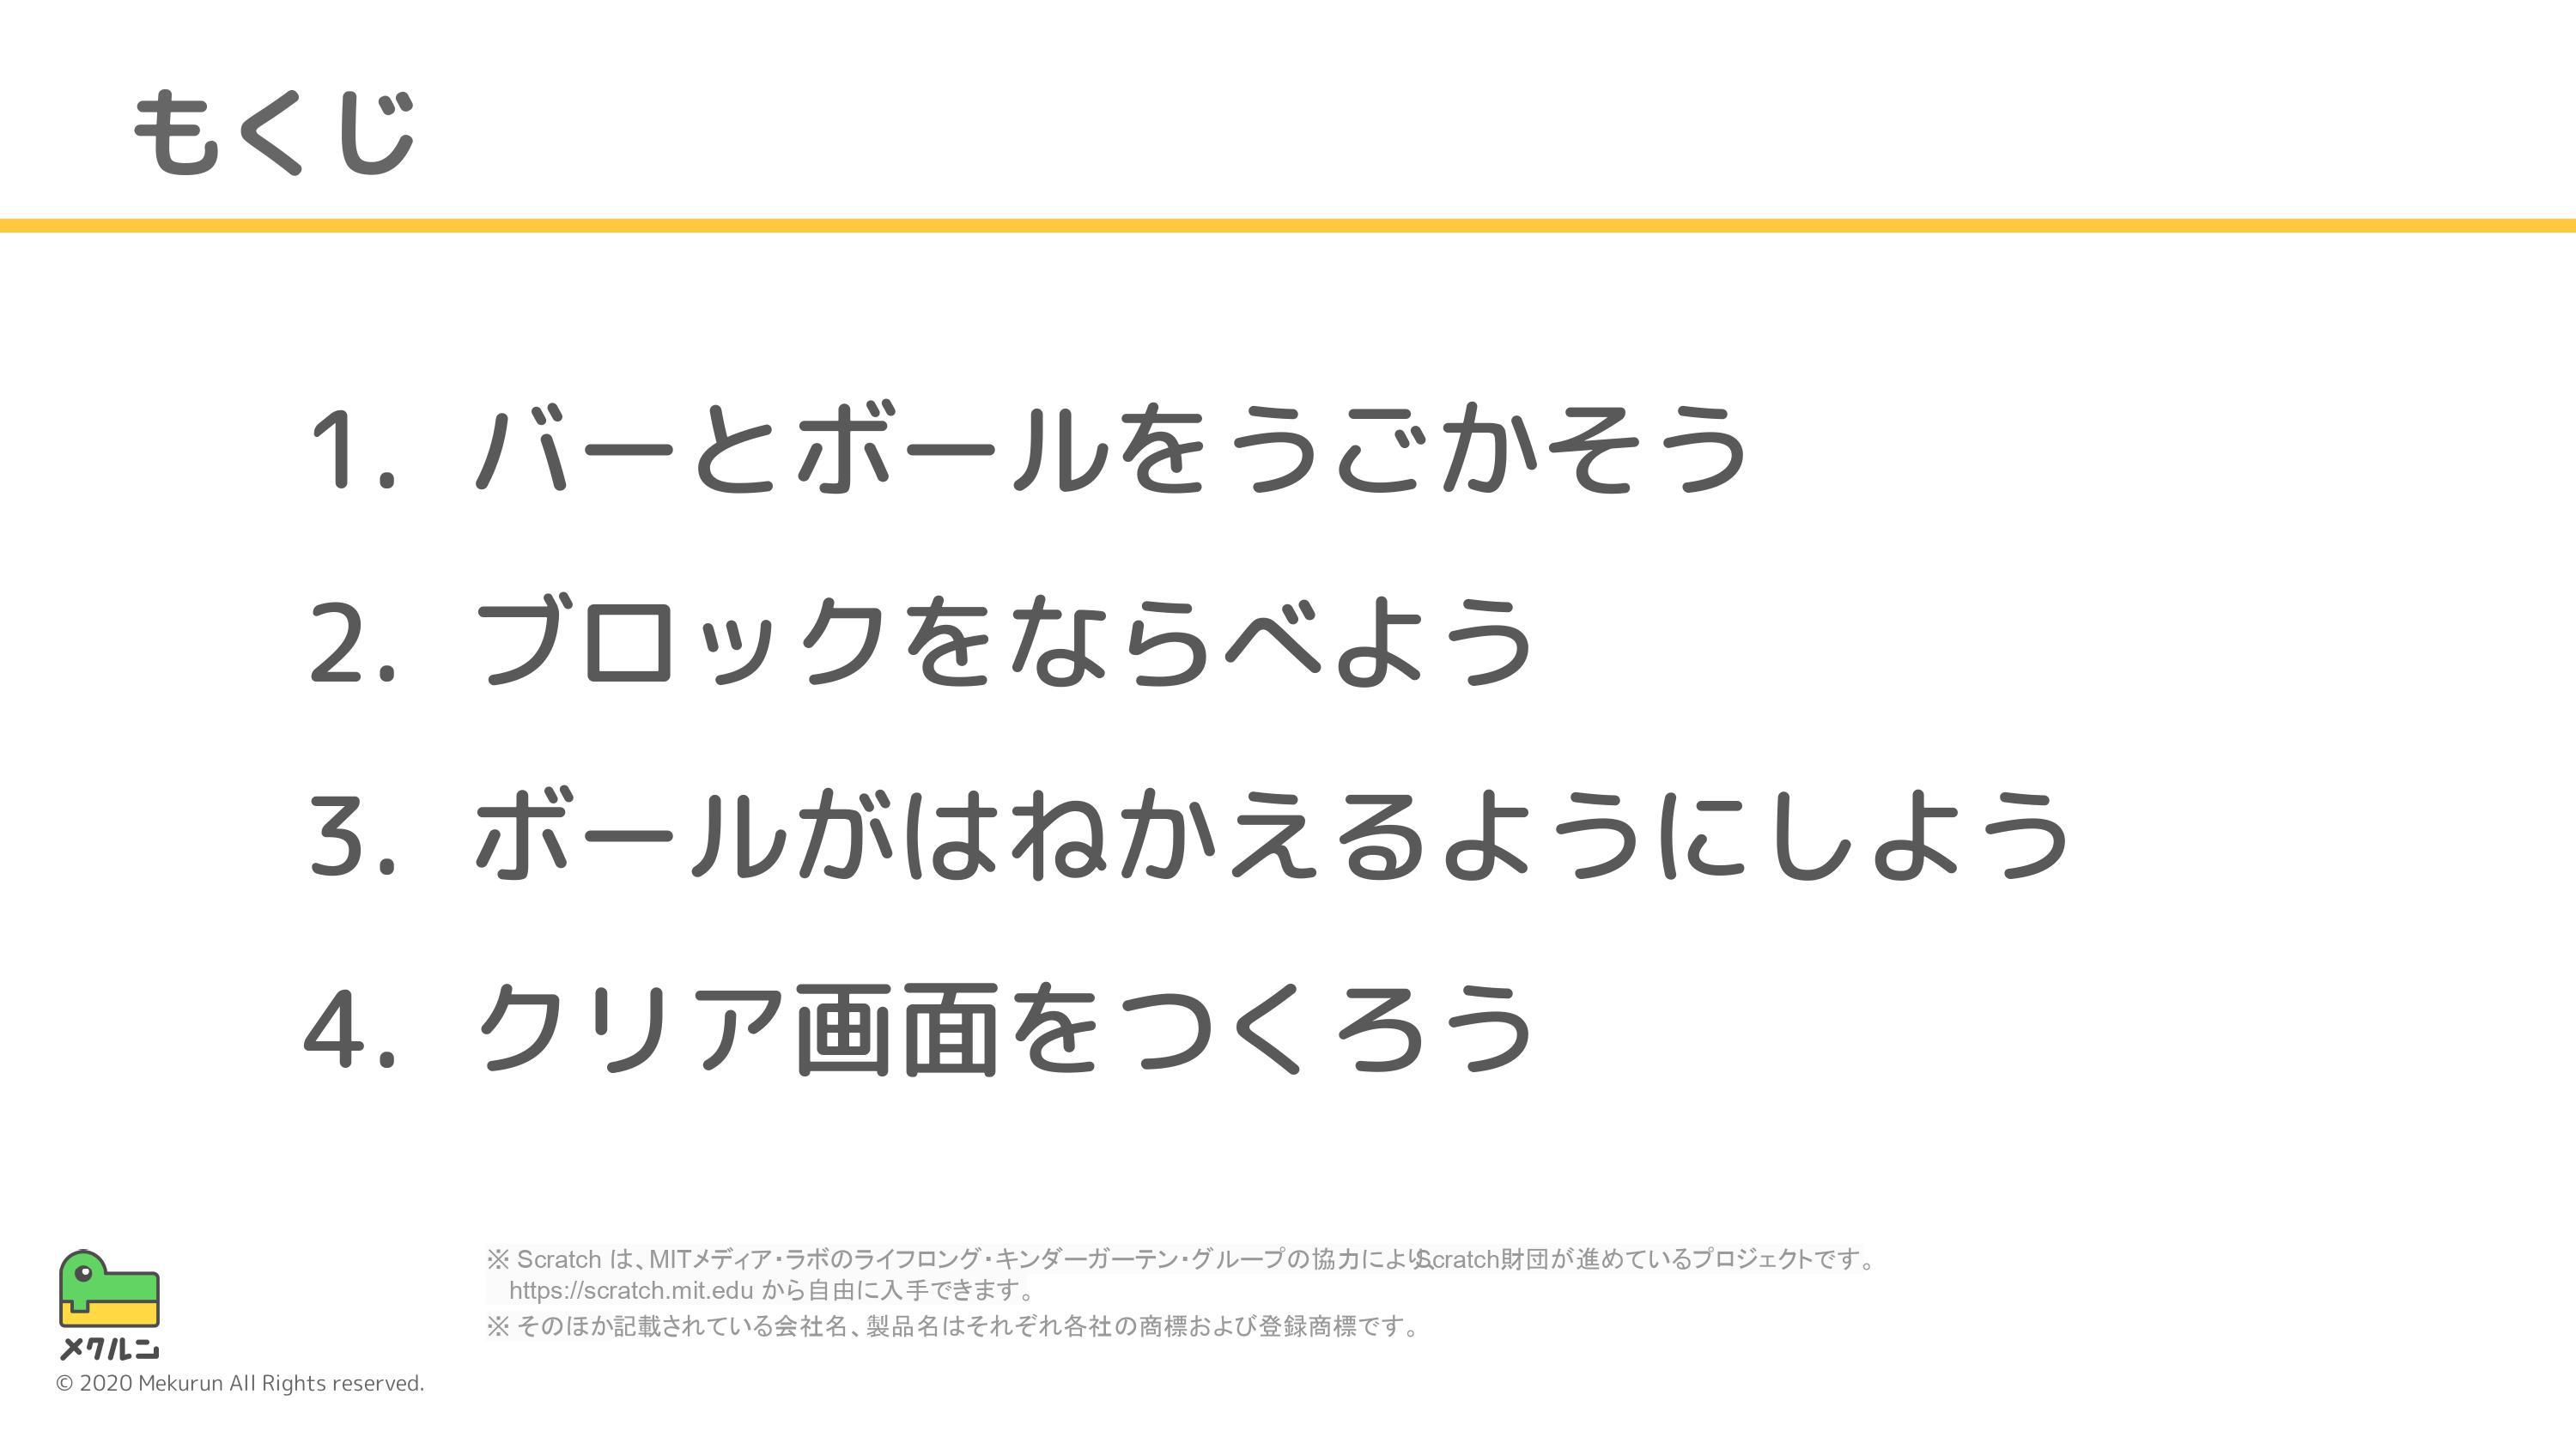 もくじ
1. バーとボールをうごかそう
2. ブロックをならべよう
3. ボールがはねかえるようにしよう
4. クリア画面をつくろう
※ Scratch は、MITメディア・ラボのライフロング・キンダーガーテン・グループの協力により、Scratch財団が進めているプロジェクトです。
https://scratch.mit.edu から自由に入手できます。
※ そのほか記載されている会社名、製品名はそれぞれ各社の商標および登録商標です。
メクルン
© 2020 Mekurun All Rights reserved.